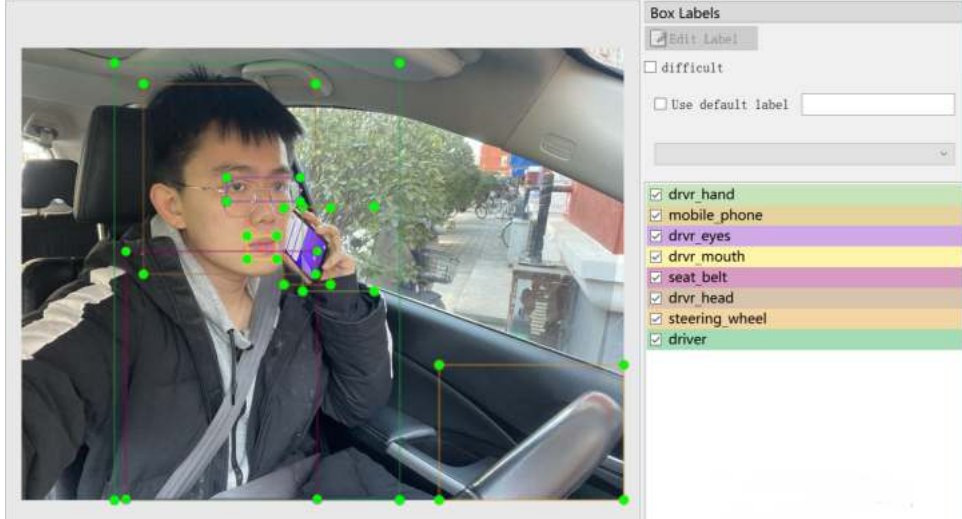 Box Labels
Edit Label
difficult
Use default label
drvr_hand
mobile_phone
drvr_eyes
drvr_mouth
seat_belt
drvr_head
steering_wheel
driver